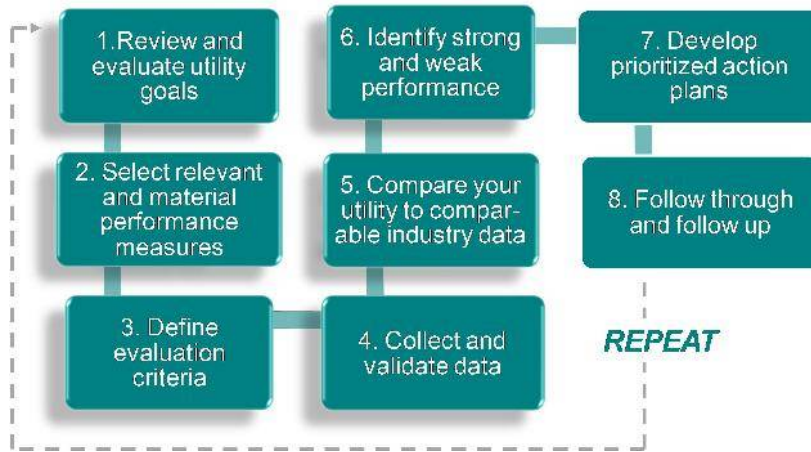 1.Review and
evaluate utility
goals
2. Select relevant
and material
performance
measures
3. Define
evaluation
criteria
4. Collect and
validate data
5. Compare your
utility to compar-
able industry data
6. Identify strong
and weak
performance
7. Develop
prioritized action
plans
8. Follow through
and follow up
REPEAT